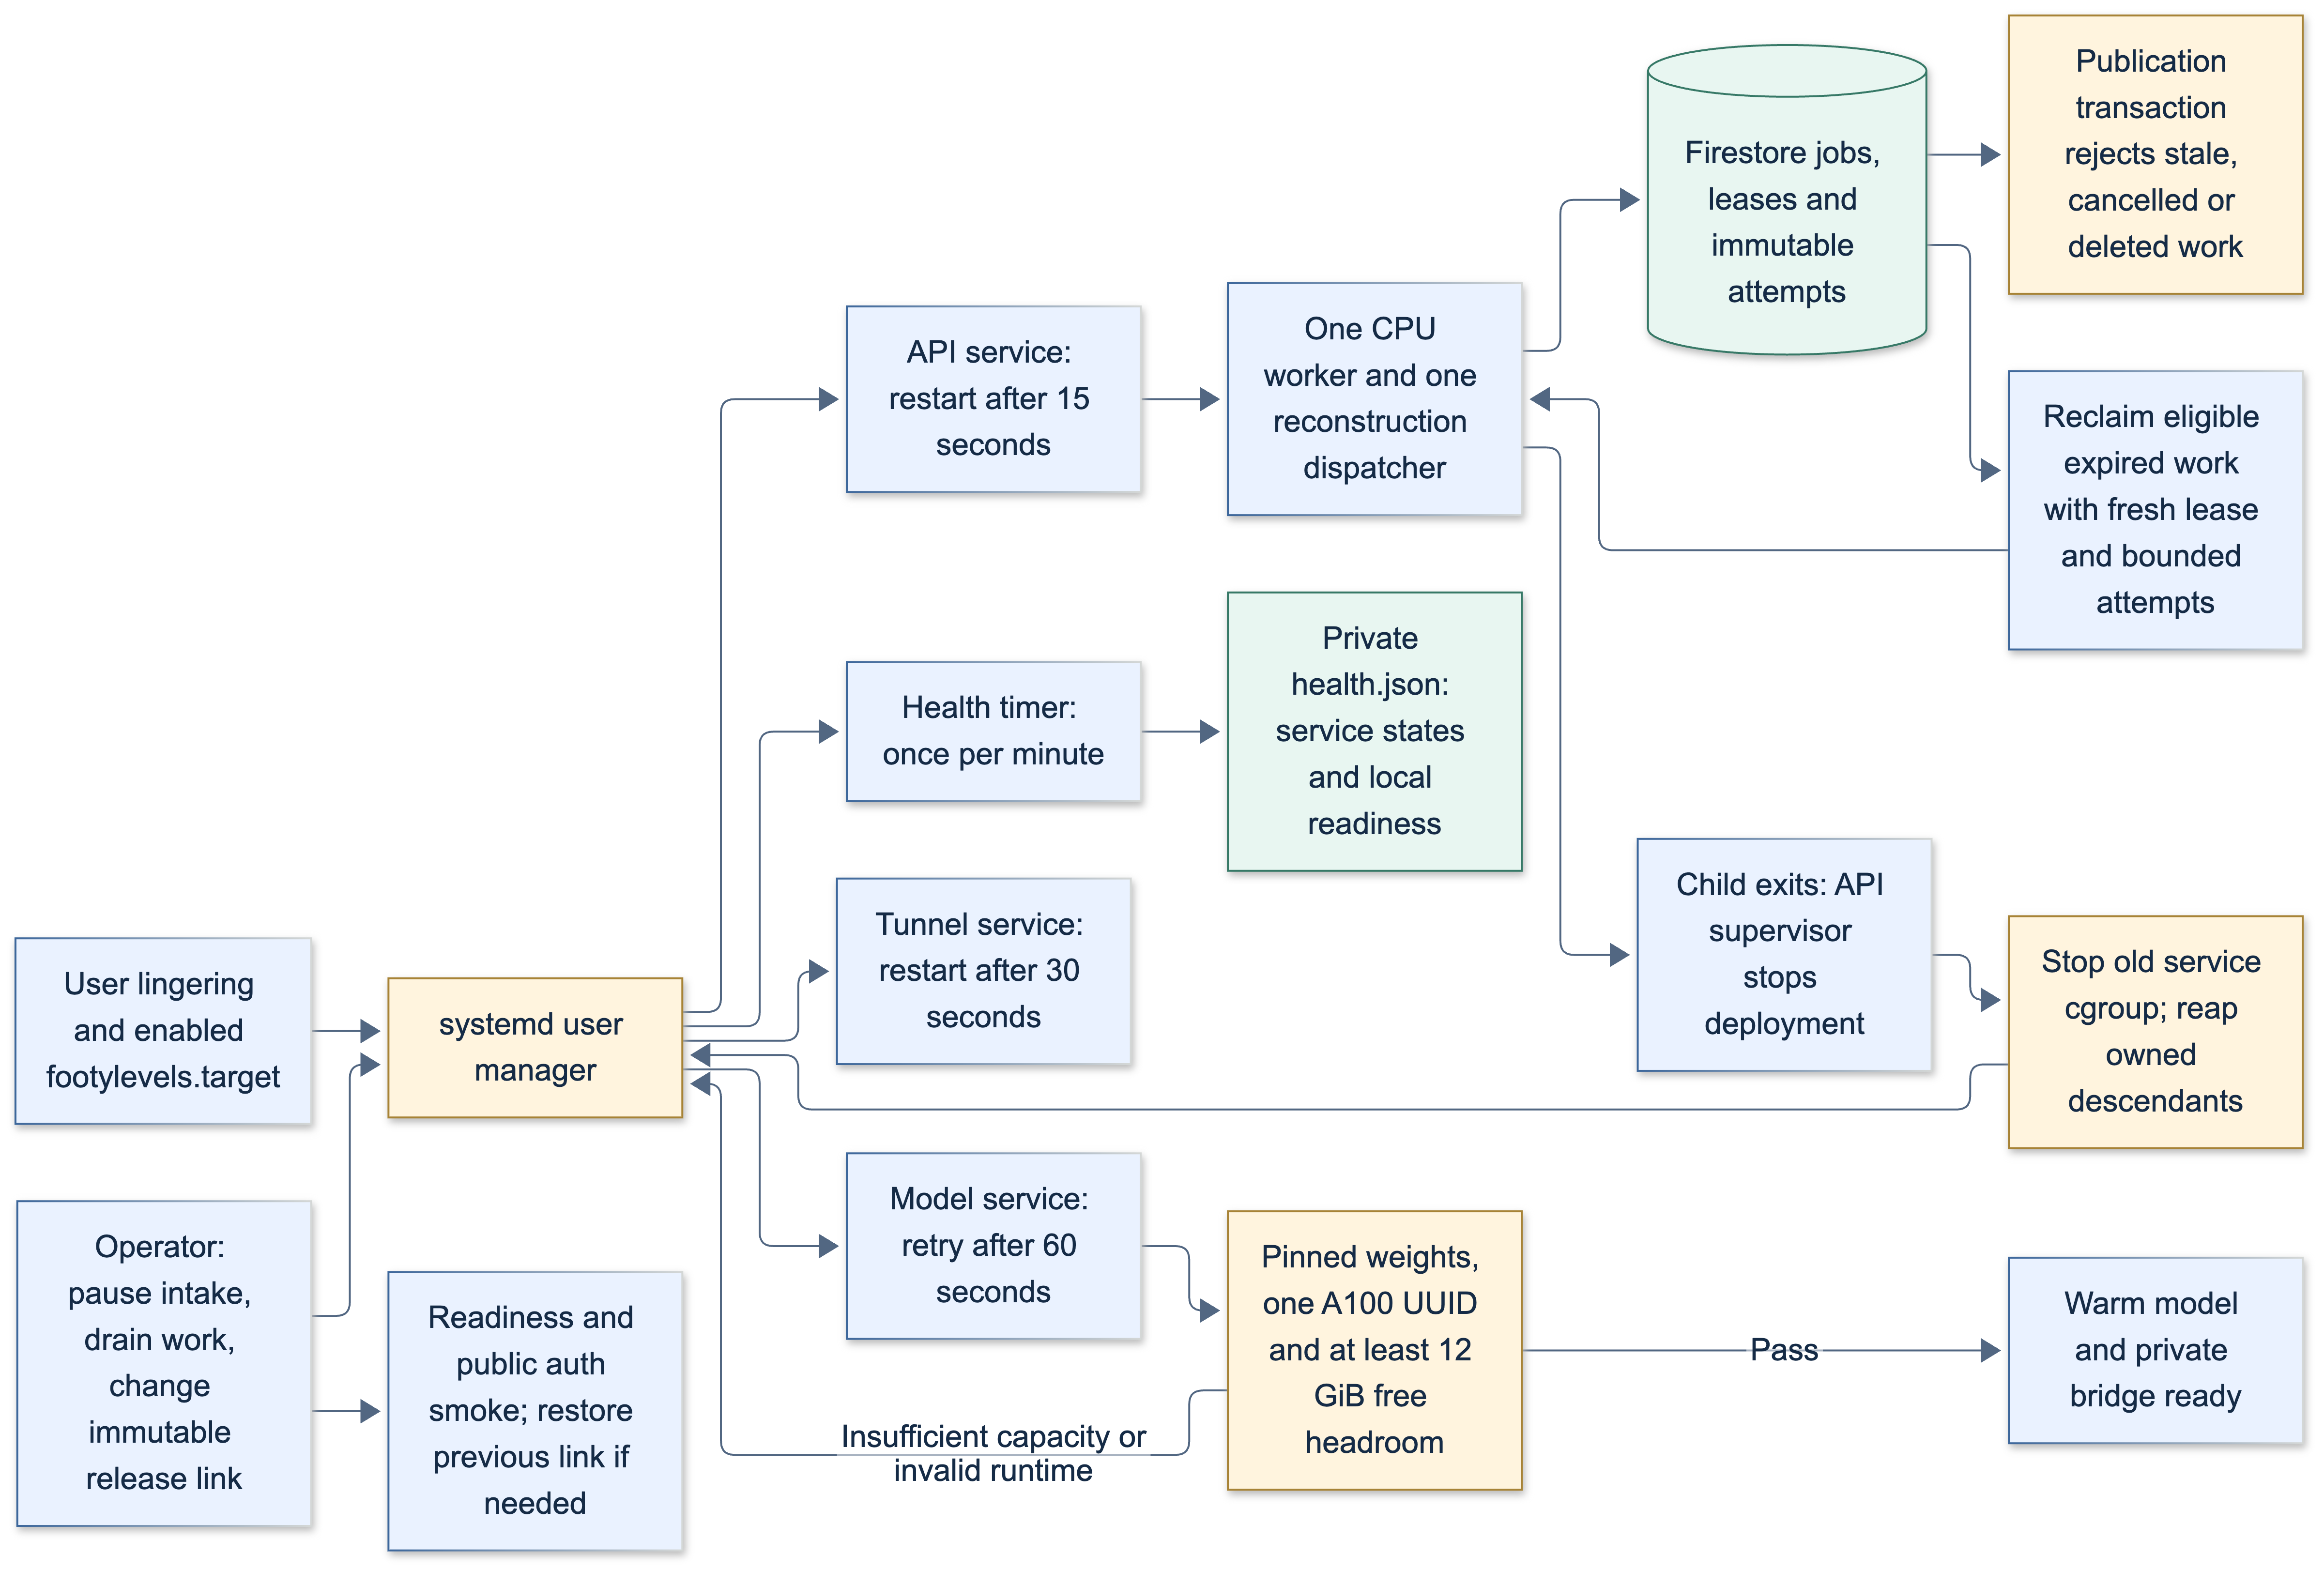 Publication
transaction
rejects stale,
cancelled or
deleted work
Firestore jobs,
leases and
immutable
attempts
One CPU
worker and one
reconstruction
dispatcher
API service:
restart after 15
seconds
Reclaim eligible
expired work
with fresh lease
and bounded
attempts
Private
health.json:
service states
and local
readiness
Health timer:
once per minute
Tunnel service:
restart after 30
seconds
Child exits: API
supervisor
stops
deployment
Stop old service
cgroup; reap
owned
descendants
User lingering
and enabled
footylevels.target
systemd user
manager
Model service:
retry after 60
seconds
Operator:
pause intake,
drain work,
change
immutable
release link
Readiness and
public auth
smoke; restore
previous link if
needed
Pinned weights,
one A100 UUID
and at least 12
GiB free
headroom
Pass
Warm model
and private
bridge ready
Insufficient capacity or
invalid runtime